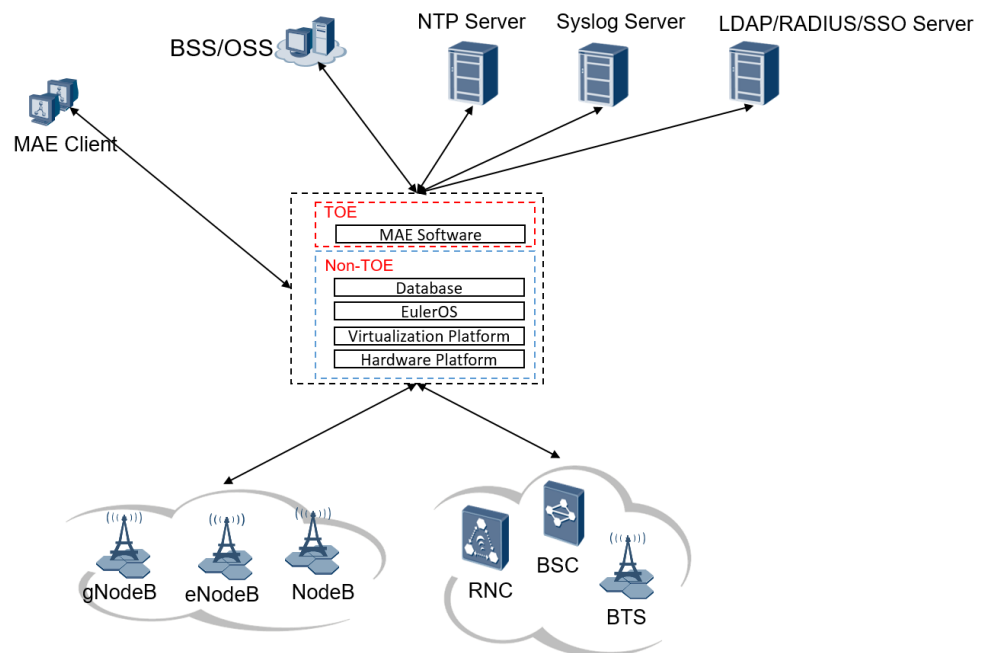 NTP Server
Syslog Server
LDAP/RADIUS/SSO Server
BSS/OSS
MAE Client
TOE
MAE Software
Non-TOE
Database
EulerOS
Virtualization Platform
Hardware Platform
gNodeB
eNodeB
NodeB
RNC
BSC
BTS